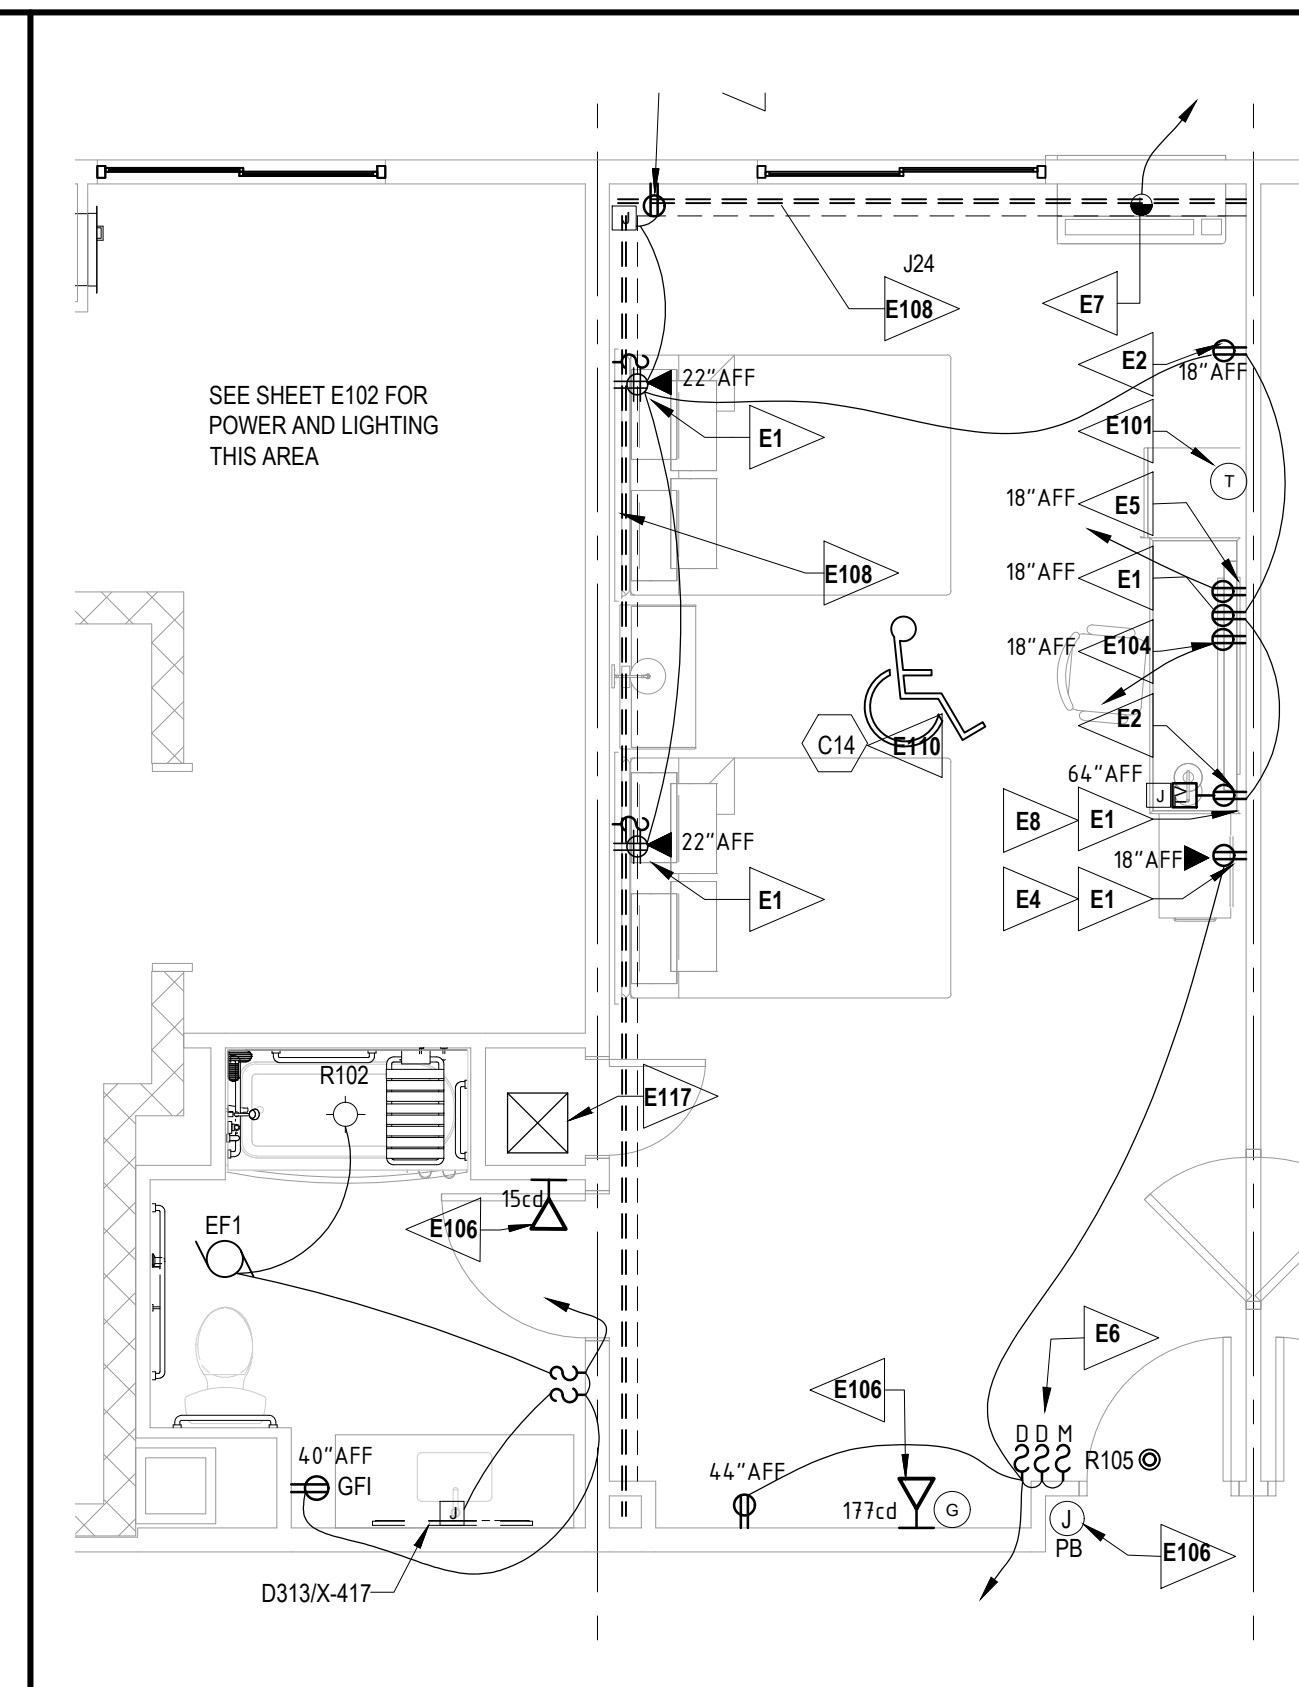 J
J24
E108
E7
E2
18"AFF
22"AFF
SEE SHEET E102 FOR
POWER AND LIGHTING
THIS AREA
E1
E101
T
18"AFF
E5
E108
18"AFF
E1
18"AFF
E104
E2
C14
E110
64"AFF
J
TV
E8
E1
22"AFF
18"AFF
E1
E4
E1
R102
E117
15cd
E106
EF1
E6
E106
D D M
R105
40"AFF
GFI
44"AFF
177cd
G
J
J
PB
E106
D313/X-417